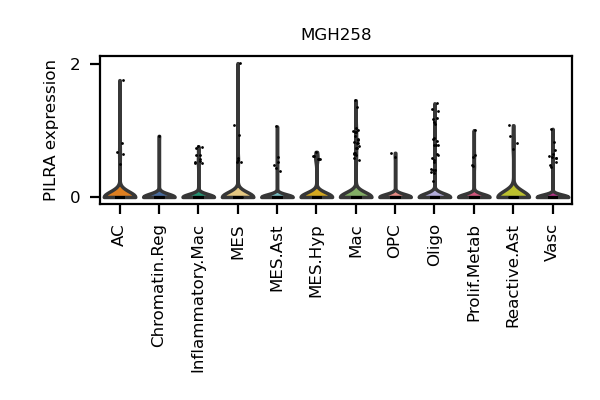 MGH258
PILRA expression
2
0
AC
Chromatin.Reg
Inflammatory.Mac
MES
MES.Ast
MES.Hyp
Mac
OPC
Oligo
Prolif.Metab
Reactive.Ast
Vasc